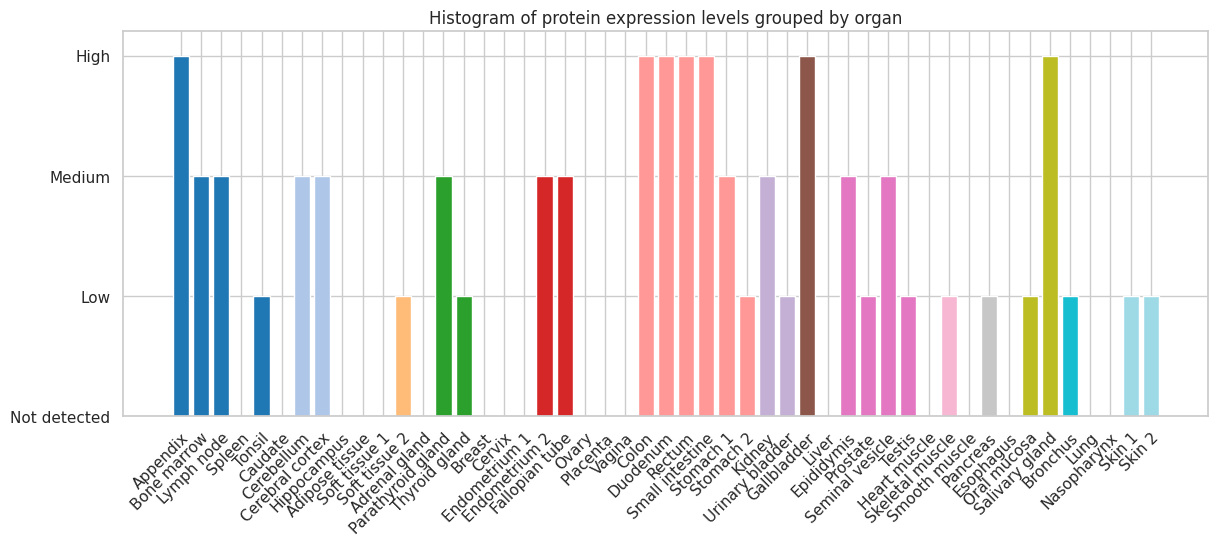 Histogram of protein expression levels grouped by organ
High
Medium
Low
Not detected
Appendix
Bone marrow
Lymph node
Spleen
Tonsil
Caudate
Cerebellum
Cerebral cortex
Hippocampus
Adipose tissue
Soft tissue 1
Soft tissue 2
Adrenal gland
Parathyroid gland
Thyroid gland
Breast
Cervix
Endometrium 1
Endometrium 2
Fallopian tube
Ovary
Placenta
Vagina
Colon
Duodenum
Rectum
Small intestine
Stomach 1
Stomach 2
Kidney
Urinary bladder
Gallbladder
Liver
Epididymis
Prostate
Seminal vesicle
Testis
Heart muscle
Skeletal muscle
Smooth muscle
Pancreas
Esophagus
Oral mucosa
Salivary gland
Bronchus
Lung
Nasopharynx
Skin 1
Skin 2